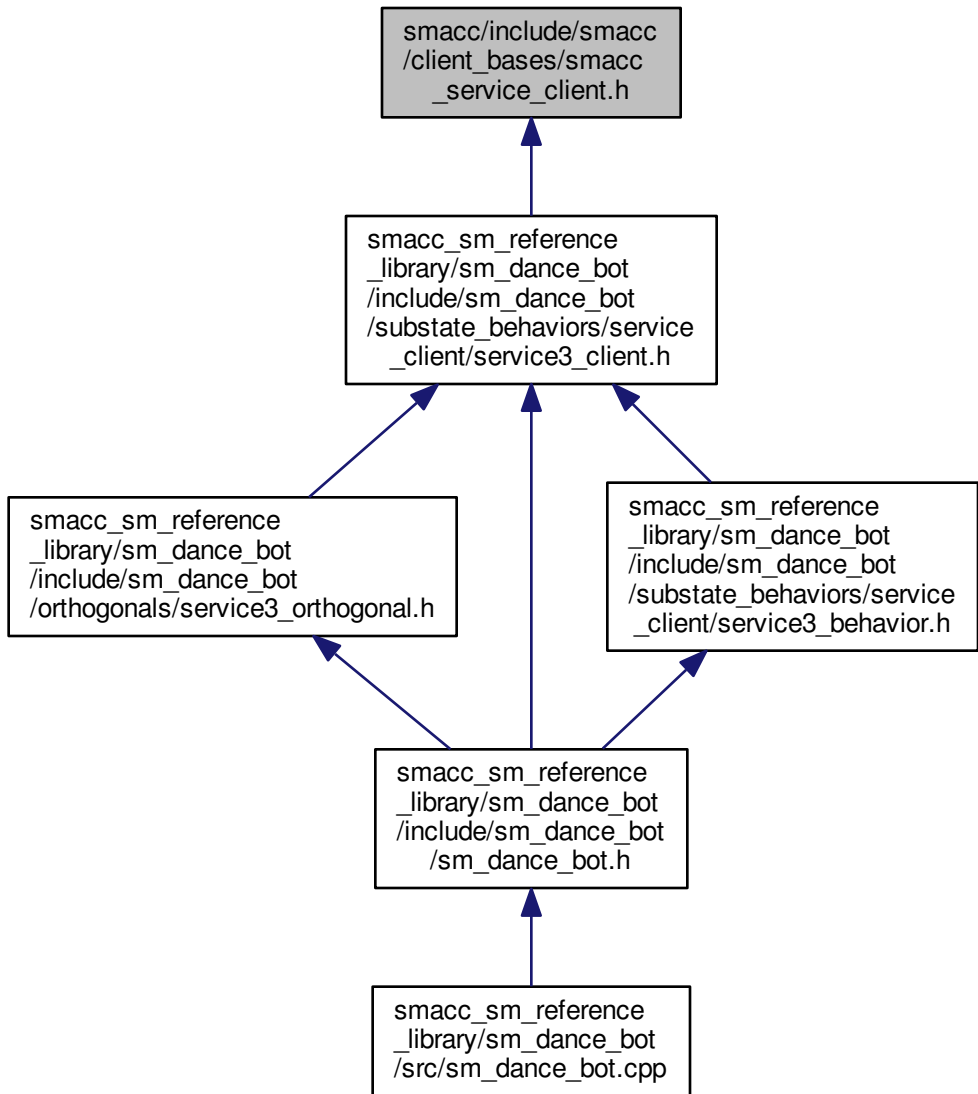 smacc/include/smacc
/client_bases/smacc
_service_client.h
smacc_sm_reference
_library/sm_dance_bot
/include/sm_dance_bot
/substate_behaviors/service
_client/service3_client.h
smacc_sm_reference
_library/sm_dance_bot
/include/sm_dance_bot
/orthogonals/service3_orthogonal.h
smacc_sm_reference
_library/sm_dance_bot
/include/sm_dance_bot
/substate_behaviors/service
_client/service3_behavior.h
smacc_sm_reference
_library/sm_dance_bot
/include/sm_dance_bot
/sm_dance_bot.h
smacc_sm_reference
_library/sm_dance_bot
/src/sm_dance_bot.cpp